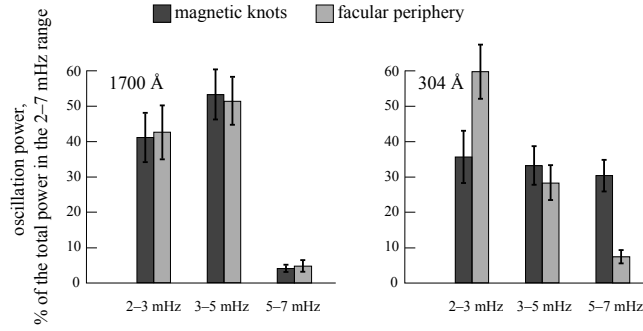 magnetic knots facular periphery
oscillation power,
% of the total power in the 2–7 mHz range
1700 Å
60
50
40
30
20
10
0
2–3 mHz 3–5 mHz 5–7 mHz
304 Å
60
50
40
30
20
10
0
2–3 mHz 3–5 mHz 5–7 mHz